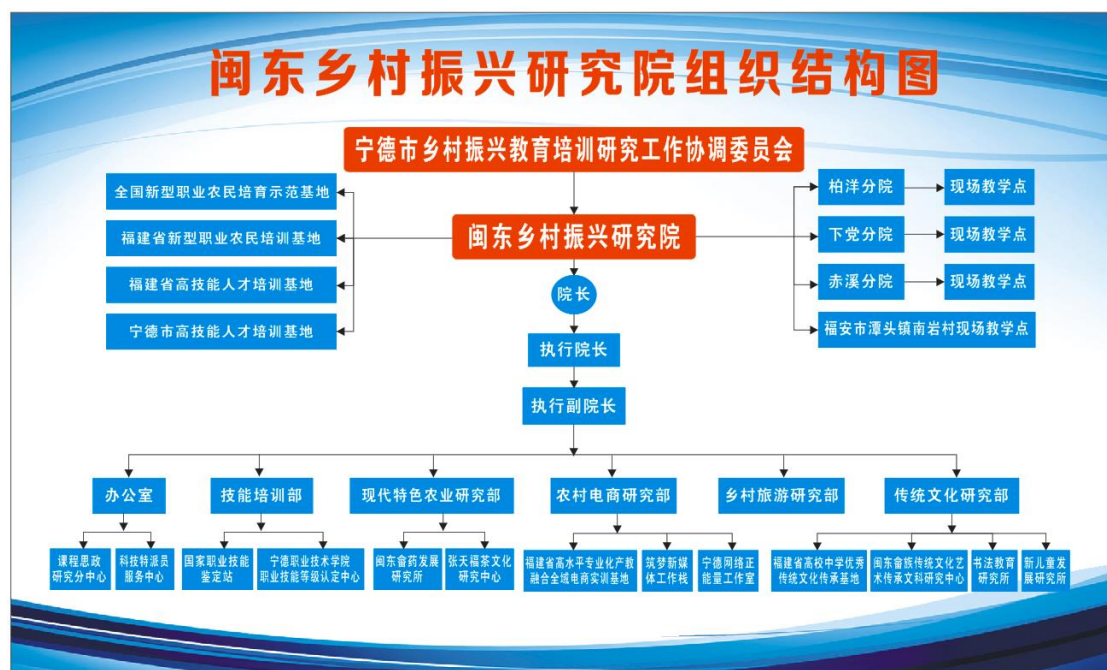 闽东乡村振兴研究院组织结构图
宁德市乡村振兴教育培训研究工作协调委员会
全国新型职业农民培育示范基地
福建省新型职业农民培训基地
福建省高技能人才培训基地
宁德市高技能人才培训基地
闽东乡村振兴研究院
柏洋分院
现场教学点
下党分院
现场教学点
赤溪分院
现场教学点
福安市潭头镇南岩村现场教学点
院长
执行院长
执行副院长
办公室
技能培训部
现代特色农业研究部
农村电商研究部
乡村旅游研究部
传统文化研究部
课程思政
研究分中心
科技特派员
服务中心
国家职业技能
鉴定站
宁德职业技术学院
职业技能等级认定中心
闽东畲药发展
研究所
张天福茶文化
研究中心
福建省高水平专业化产教
融合全域电商实训基地
筑梦新媒
体工作栈
宁德网络正
能量工作室
福建省高校中学优秀
传统文化传承基地
闽东畲族传统文化艺
术传承文科研究中心
书法教育
研究所
新儿童发
展研究所